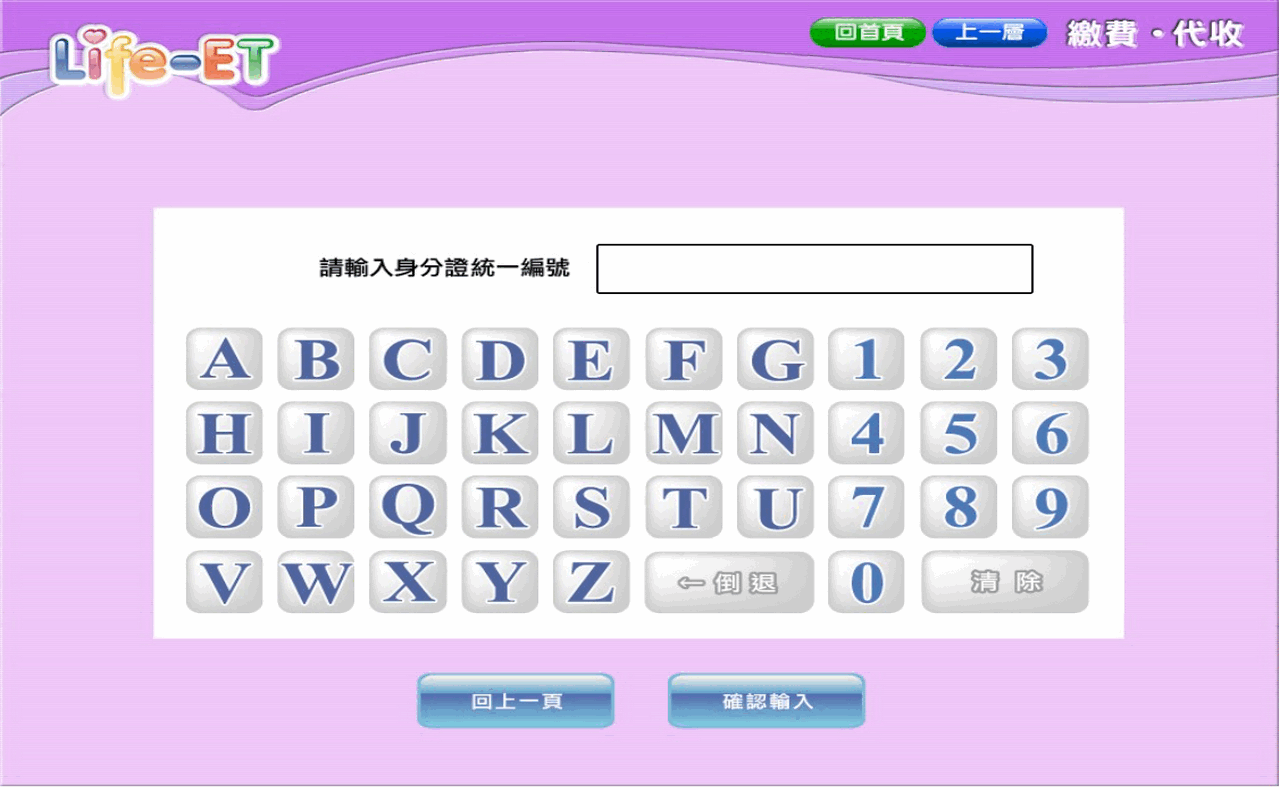 Life-ET
回首頁 上一層 繳費・代收
請輸入身分證統一編號
A B C D E F G 1 2 3
H I J K L M N 4 5 6
O P Q R S T U 7 8 9
V W X Y Z ←倒退 0 清除
回上一頁 確認輸入